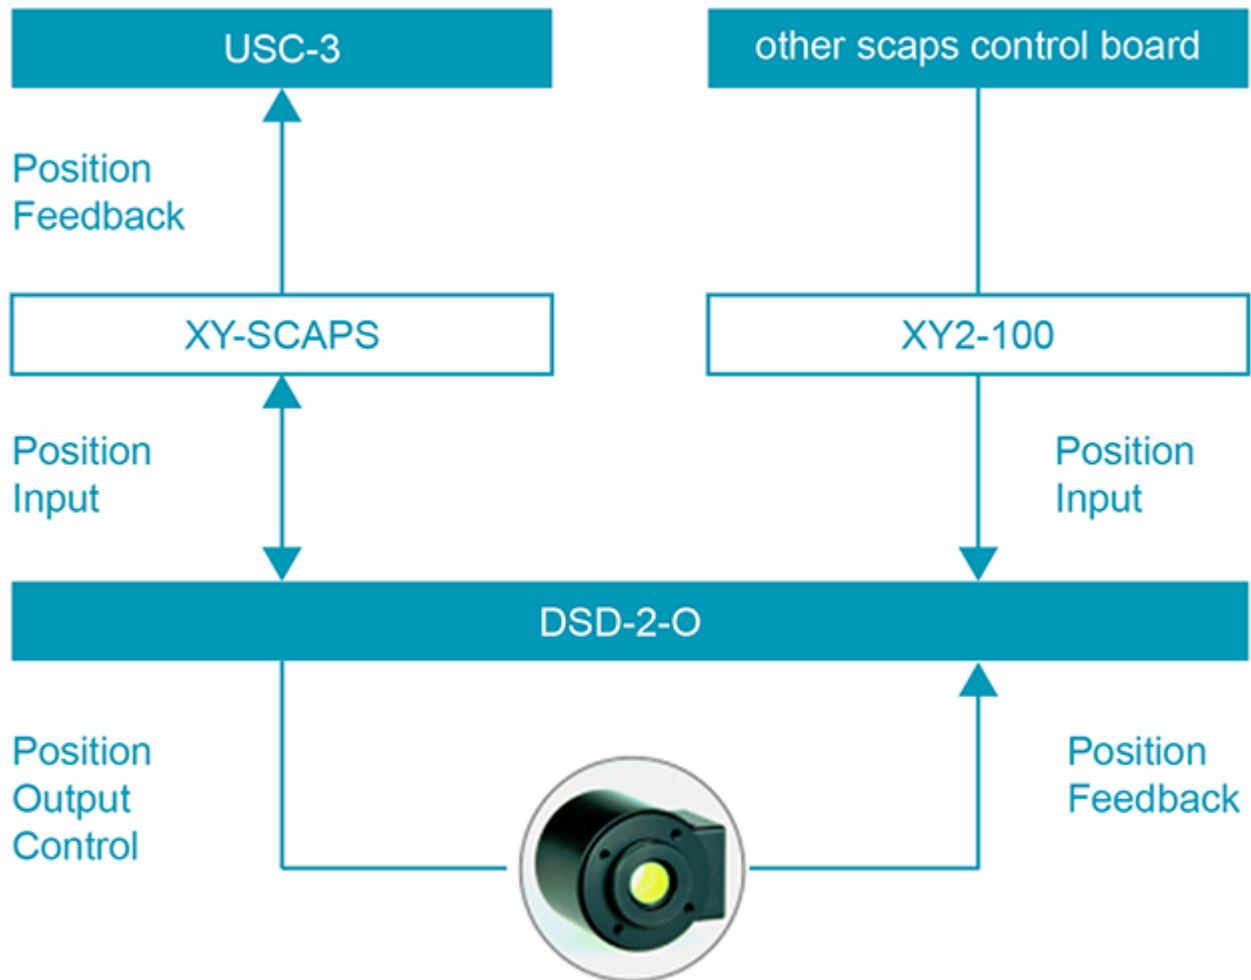 USC-3
other scaps control board
Position
Feedback
XY-SCAPS
XY2-100
Position
Input
Position
Input
DSD-2-O
Position
Output
Control
Position
Feedback